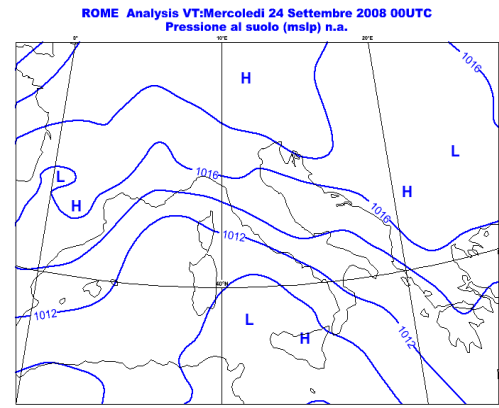 ROME Analysis VT:Mercoledi 24 Settembre 2008 00UTC
Pressione al suolo (mslp) n.a.
0°
10°E
20°E
1016
H
L
L
H
H
1016
1016
1012
1012
40°N
L
H
1012